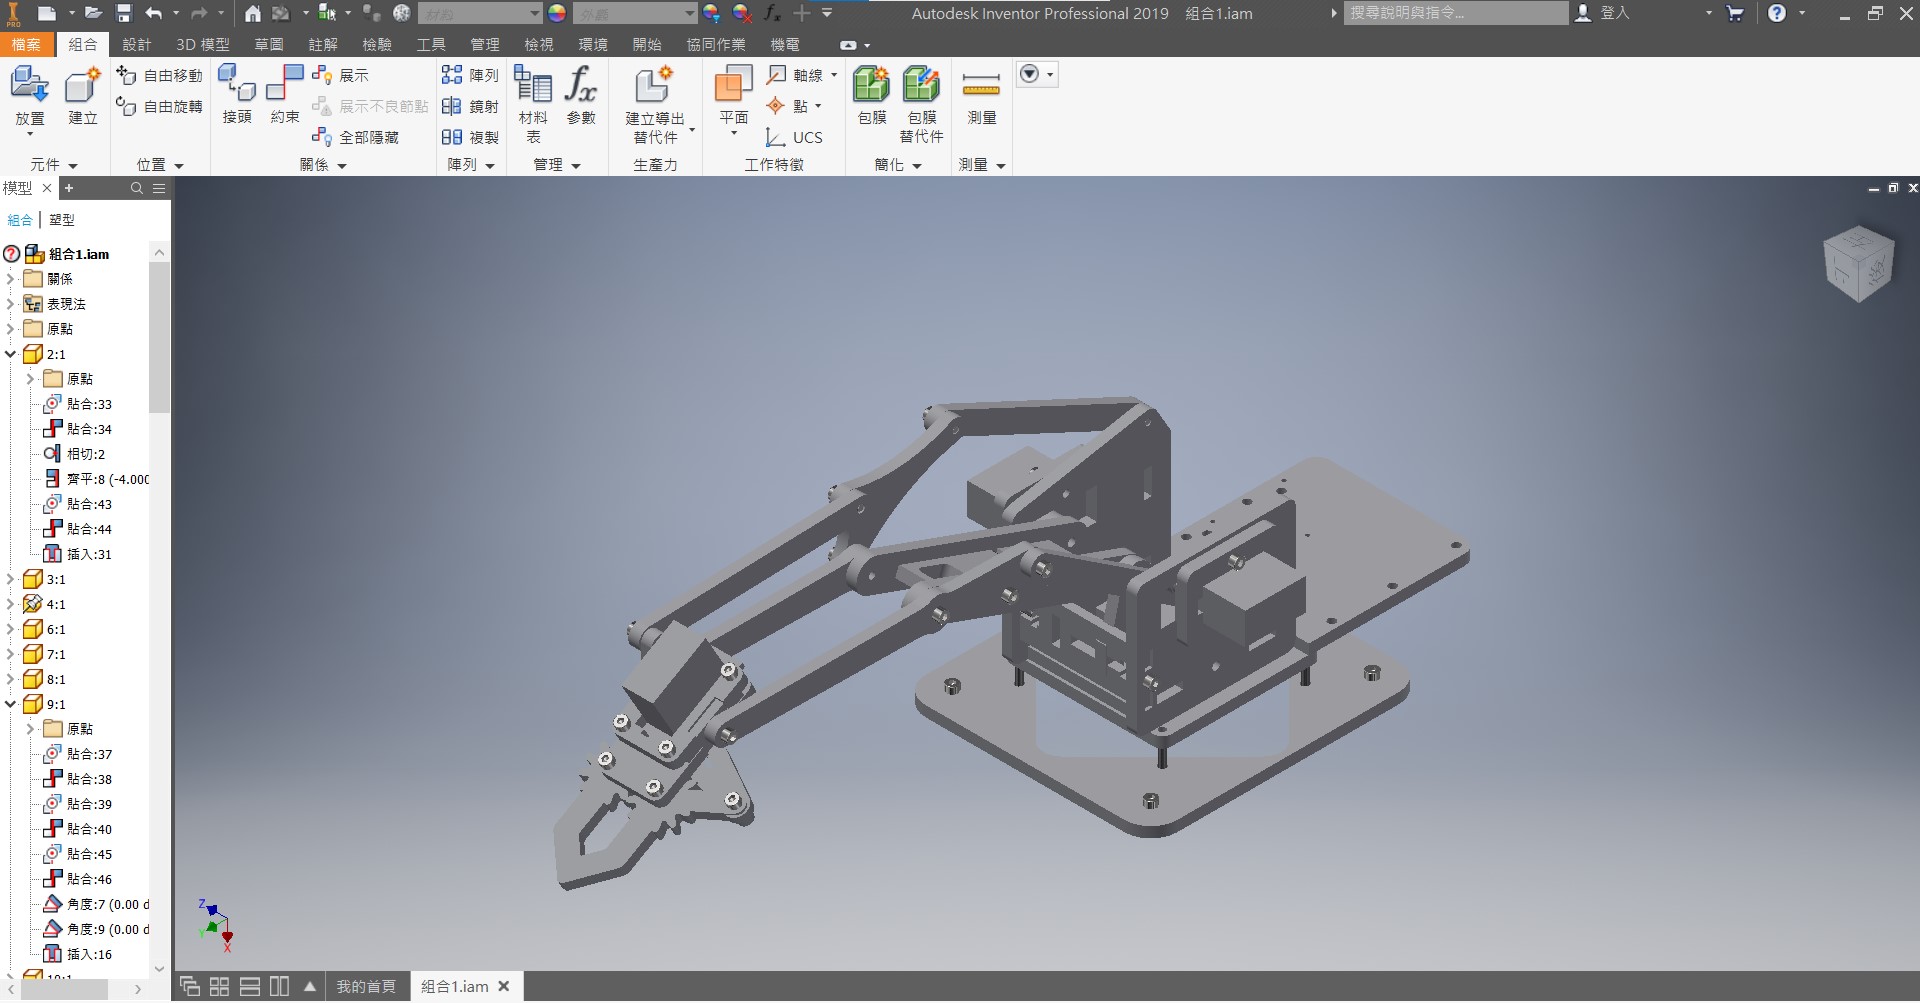 PRO
材料
外觀
fx
Autodesk Inventor Professional 2019 組合1.iam
搜尋說明與指令...
登入
檔案 組合 設計 3D 模型 草圖 註解 檢驗 工具 管理 檢視 環境 開始 協同作業 機電
放置
建立
自由移動
自由旋轉
接頭
約束
展示
展示不良節點
全部隱藏
陣列
鏡射
複製
材料
表
fx
參數
建立導出
替代件
平面
軸線
點
UCS
包膜
包膜
替代件
測量
元件 位置 關係 陣列 管理 生產力 工作特徵 簡化 測量
模型
組合 | 塑型
組合1.iam
關係
表現法
原點
2:1
原點
貼合:33
貼合:34
相切:2
齊平:8 (-4.000
貼合:43
貼合:44
插入:31
3:1
4:1
6:1
7:1
8:1
9:1
原點
貼合:37
貼合:38
貼合:39
貼合:40
貼合:45
貼合:46
角度:7 (0.00 d
角度:9 (0.00 d
插入:16
10:1
Z
Y
X
我的首頁 組合1.iam